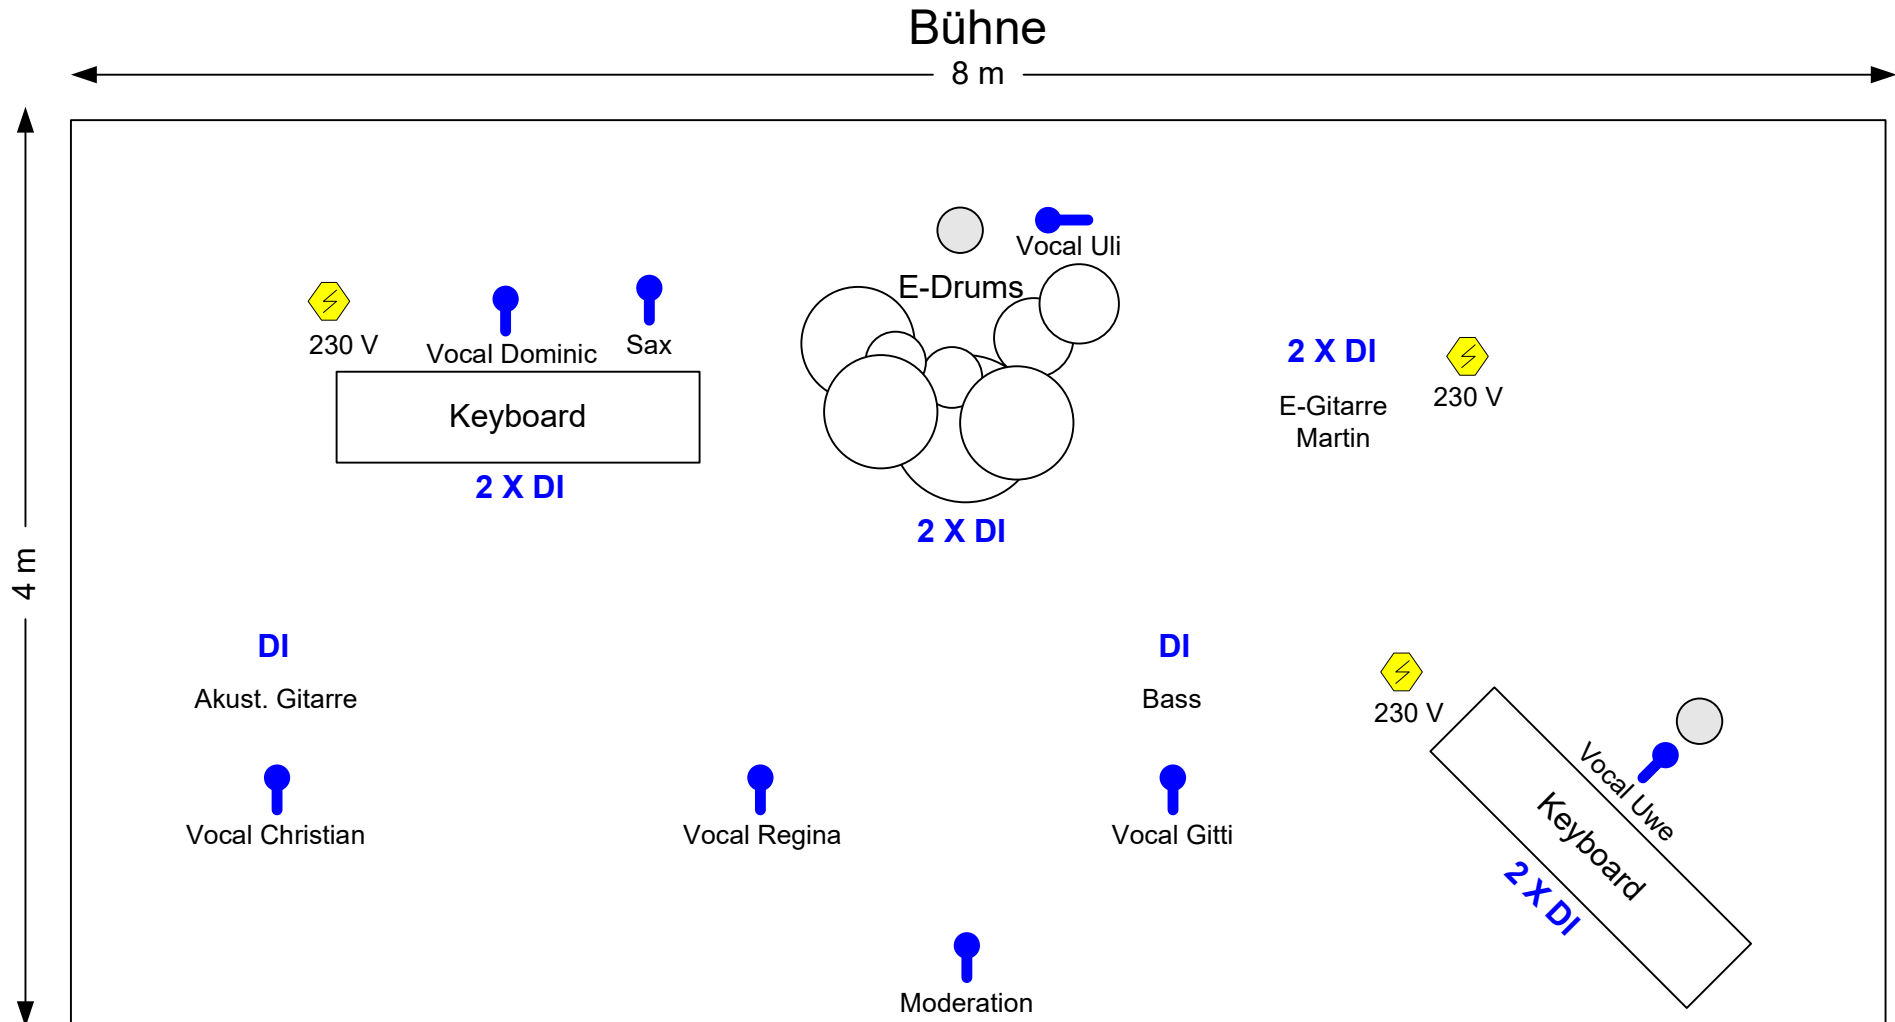 Bühne
8 m
4 m
Vocal Uli
E-Drums
230 V
Vocal Dominic
Sax
Keyboard
2 X DI
2 X DI
2 X DI
E-Gitarre
Martin
230 V
DI
Akust. Gitarre
DI
Bass
230 V
Vocal Uwe
Keyboard
2 X DI
Vocal Christian
Vocal Regina
Vocal Gitti
Moderation